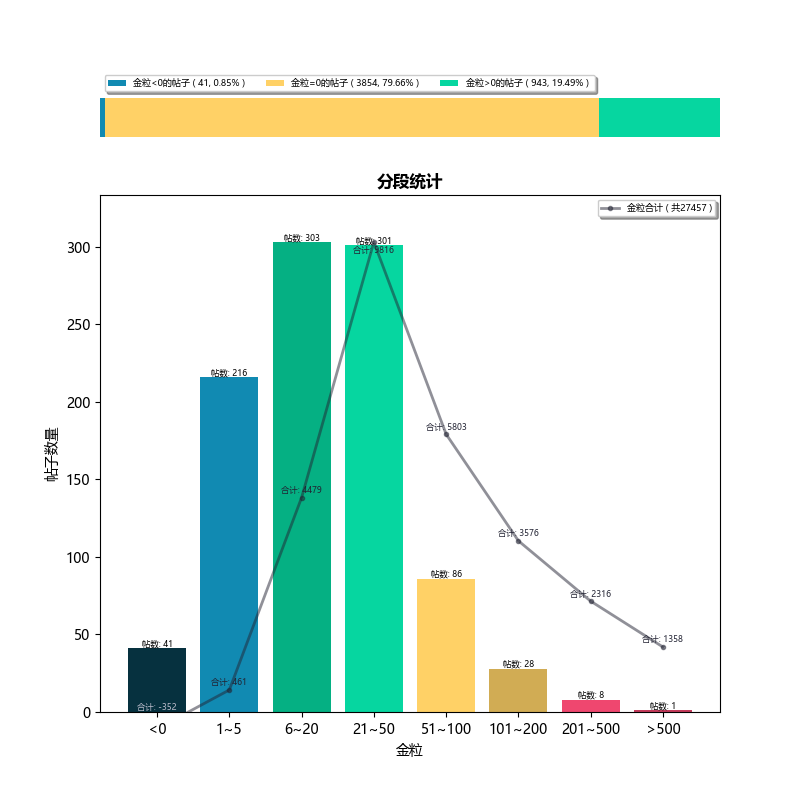 金粒<0的帖子 ( 41, 0.85% ) 金粒=0的帖子 ( 3854, 79.66% ) 金粒>0的帖子 ( 943, 19.49% )
分段统计
金粒合计 ( 共27457 )
帖子数量
300
250
200
150
100
50
0
帖数: 41
帖数: 216
帖数: 303
帖数: 301
帖数: 86
帖数: 28
帖数: 8
帖数: 1
合计: -352
合计: 461
合计: 4479
合计: 9816
合计: 5803
合计: 3576
合计: 2316
合计: 1358
<0 1~5 6~20 21~50 51~100 101~200 201~500 >500
金粒